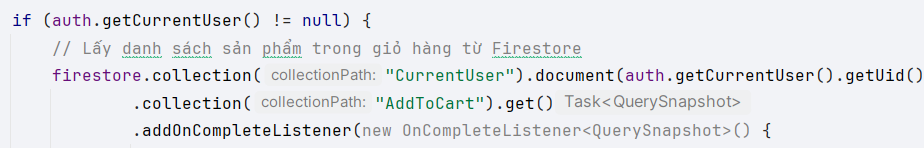 if (auth.getCurrentUser() != null) {
// Lấy danh sách sản phẩm trong giỏ hàng từ Firestore
firestore.collection( collectionPath: "CurrentUser").document(auth.getCurrentUser().getUid()
.collection( collectionPath: "AddToCart").get() Task<QuerySnapshot>
.addOnCompleteListener(new OnCompleteListener<QuerySnapshot>() {